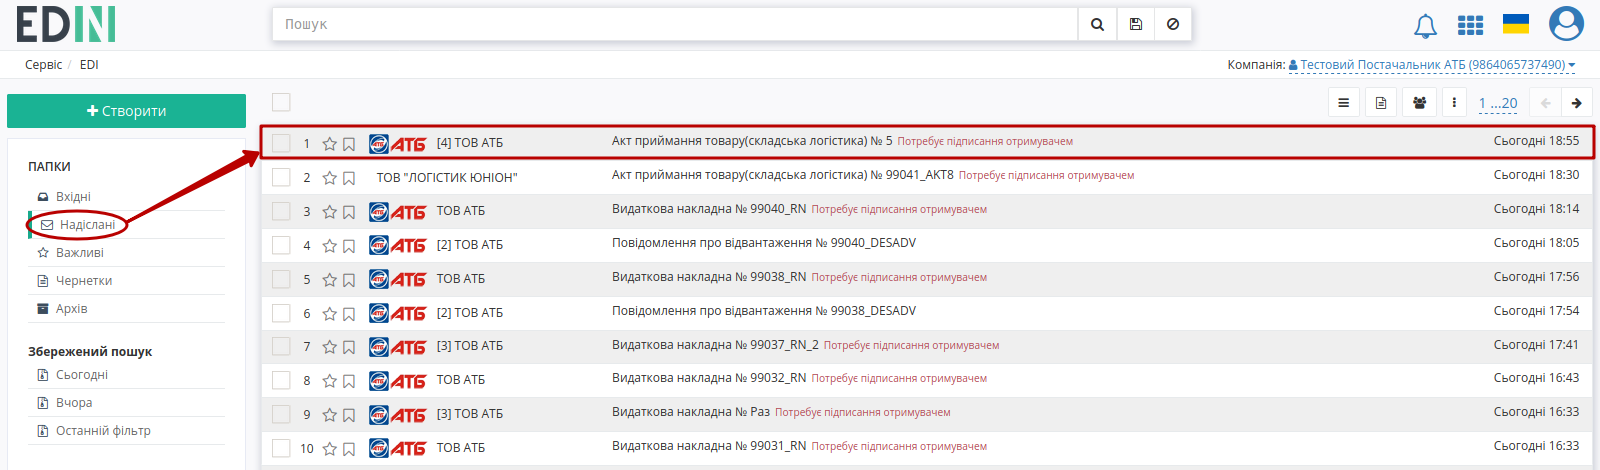 EDIN
Пошук
Сервіс / EDI
Компанія: Тестовий Постачальник АТБ (9864065737490)
Створити
1 ...20
ПАПКИ
Вхідні
Надіслані
Важливі
Чернетки
Архів
Збережений пошук
Сьогодні
Вчора
Останній фільтр
1 АТБ [4] ТОВ АТБ Акт приймання товару(складська логістика) № 5 Потребує підписання отримувачем Сьогодні 18:55
2 ТОВ "ЛОГІСТИК ЮНІОН" Акт приймання товару(складська логістика) № 99041_AKT8 Потребує підписання отримувачем Сьогодні 18:30
3 АТБ ТОВ АТБ Видаткова накладна № 99040_RN Потребує підписання отримувачем Сьогодні 18:14
4 АТБ [2] ТОВ АТБ Повідомлення про відвантаження № 99040_DESADV Сьогодні 18:05
5 АТБ ТОВ АТБ Видаткова накладна № 99038_RN Потребує підписання отримувачем Сьогодні 17:56
6 АТБ [2] ТОВ АТБ Повідомлення про відвантаження № 99038_DESADV Сьогодні 17:54
7 АТБ [3] ТОВ АТБ Видаткова накладна № 99037_RN_2 Потребує підписання отримувачем Сьогодні 17:41
8 АТБ ТОВ АТБ Видаткова накладна № 99032_RN Потребує підписання отримувачем Сьогодні 16:43
9 АТБ [3] ТОВ АТБ Видаткова накладна № Раз Потребує підписання отримувачем Сьогодні 16:33
10 АТБ ТОВ АТБ Видаткова накладна № 99031_RN Потребує підписання отримувачем Сьогодні 16:33